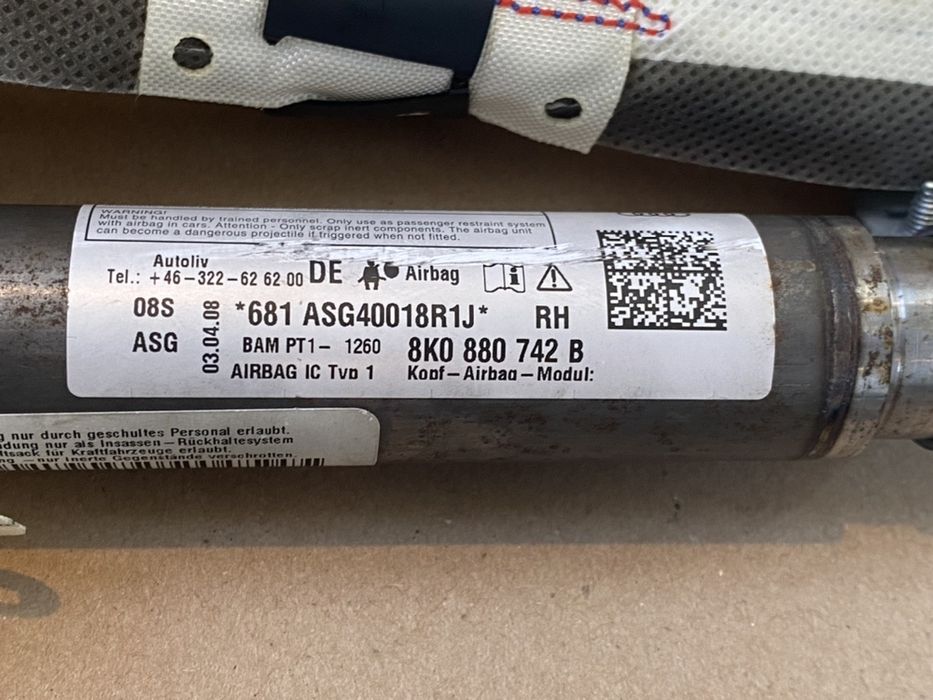 WARNING!
Must be handled by trained personnel. Only use as passenger restraint system
with airbag in cars. Attention - Only scrap inert components. The airbag unit
can become a dangerous projectile if triggered when not fitted.
Autoliv
Tel.: +46-322-62 62 00 DE Airbag
08S *681 ASG40018R1J* RH
ASG 03.04.08 BAM PT1- 1260 8K0 880 742 B
AIRBAG IC Typ 1 Kopf-Airbag-Modul:
nur durch geschultes Personal erlaubt.
nur als Insassen-Rückhaltesystem
für Kraftfahrzeuge erlaubt.
-nur inerte Gegenstände verschrotten.